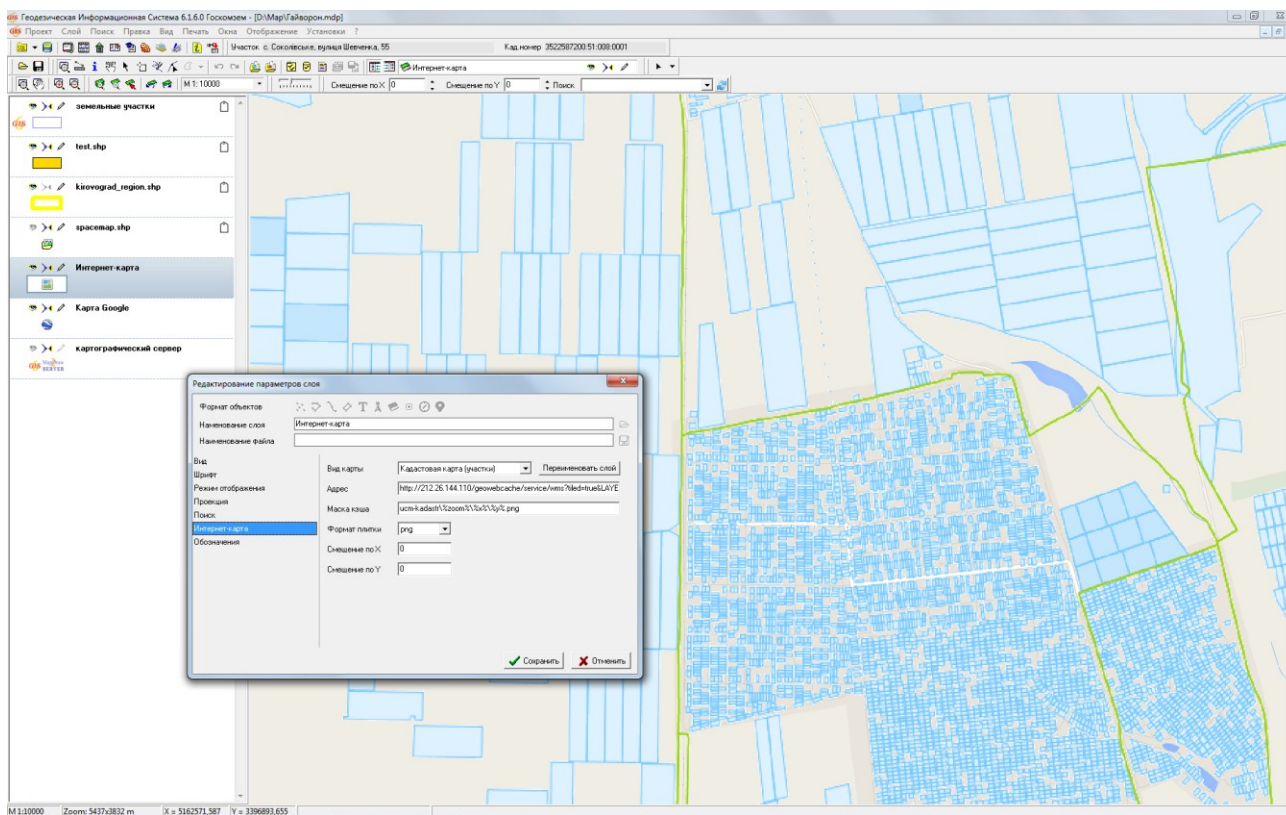 Геодезическая Информационная Система 6.1.6.0 Госкомзем - [D:\Map\Гайворон.mdp]
Проект Слой Поиск Правка Вид Печать Окна Отображение Установки ?
Участок с. Соколівське, вулиця Шевченка, 55 Кад.номер 3522587200:51:008:0001
Интернет-карта
M 1: 10000 Смещение по X 0 Смещение по Y 0 Поиск
земельные участки
GIS
test.shp
kirovograd_region.shp
spacemap.shp
Интернет-карта
Карта Google
картографический сервер
GIS SERVER
Редактирование параметров слоя
Формат объектов
Наменование слоя Интернет-карта
Наименование файла
Вид
Шрифт
Режим отображения
Проекция
Поиск
Интернет-карта
Обозначения
Вид карты Кадастовая карта (участки) Переименовать слой
Адрес http://212.26.144.110/geowebcache/service/wms?tiled=true&LAYE
Маска кэша ucm-kadastr\%zoom%\%x%\%y%.png
Формат плитки png
Смещение по X 0
Смещение по Y 0
Сохранить Отменить
M 1:10000 Zoom: 5437x3832 m X = 5162571,587 Y = 3396893,655